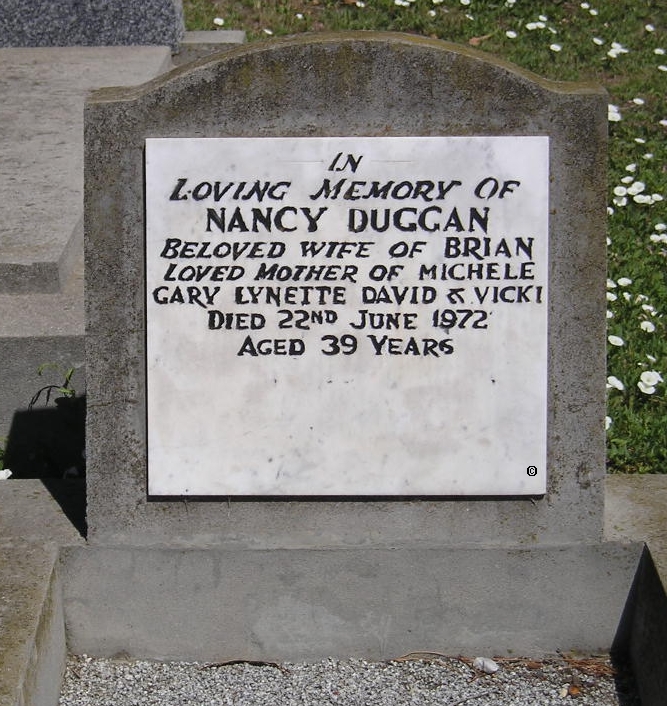 IN
LOVING MEMORY OF
NANCY DUGGAN
BELOVED WIFE OF BRIAN
LOVED MOTHER OF MICHELE
GARY LYNETTE DAVID & VICKI
DIED 22ND JUNE 1972
AGED 39 YEARS
©